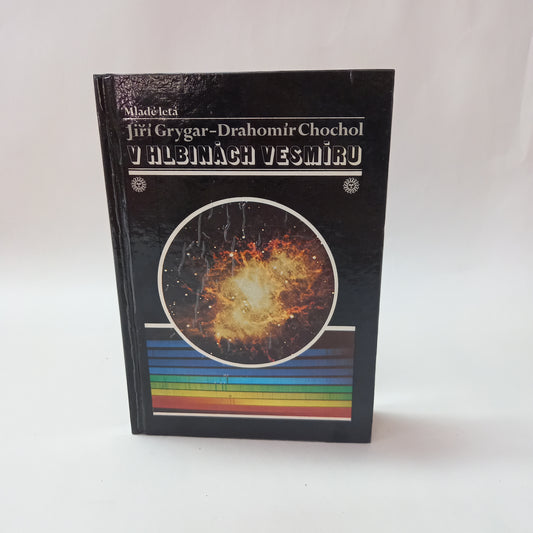 Mladé letá
Jiří Grygar-Drahomír Chochol
V HLBINÁCH VESMÍRU